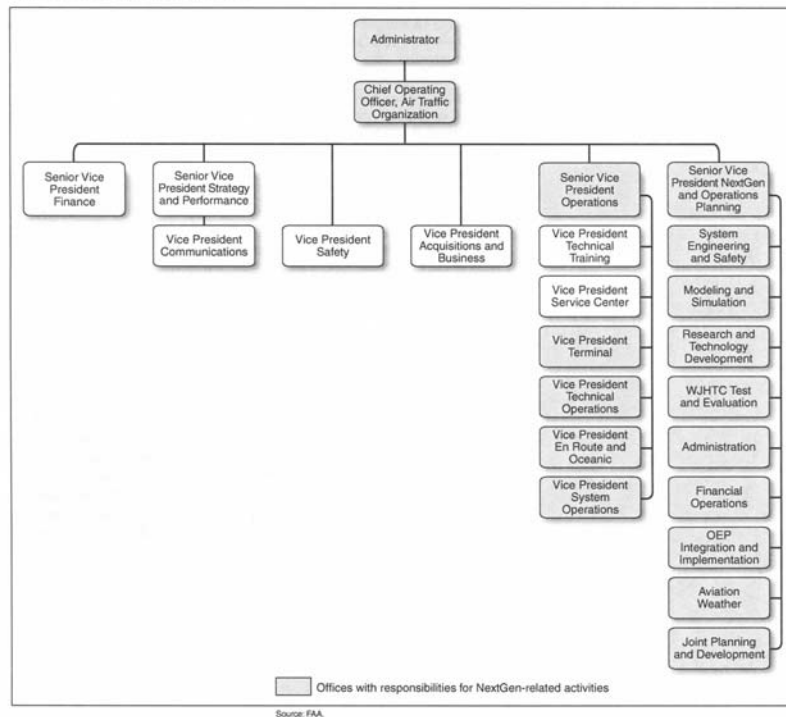 Administrator
Chief Operating
Officer, Air Traffic
Organization
Senior Vice
President
Finance
Senior Vice
President Strategy
and Performance
Vice President
Communications
Vice President
Safety
Vice President
Acquisitions and
Business
Senior Vice
President
Operations
Vice President
Technical
Training
Vice President
Service Center
Vice President
Terminal
Vice President
Technical
Operations
Vice President
En Route and
Oceanic
Vice President
System
Operations
Senior Vice
President NextGen
and Operations
Planning
System
Engineering
and Safety
Modeling and
Simulation
Research and
Technology
Development
WJHTC Test
and Evaluation
Administration
Financial
Operations
OEP
Integration and
Implementation
Aviation
Weather
Joint Planning
and Development
Offices with responsibilities for NextGen-related activities
Source: FAA.